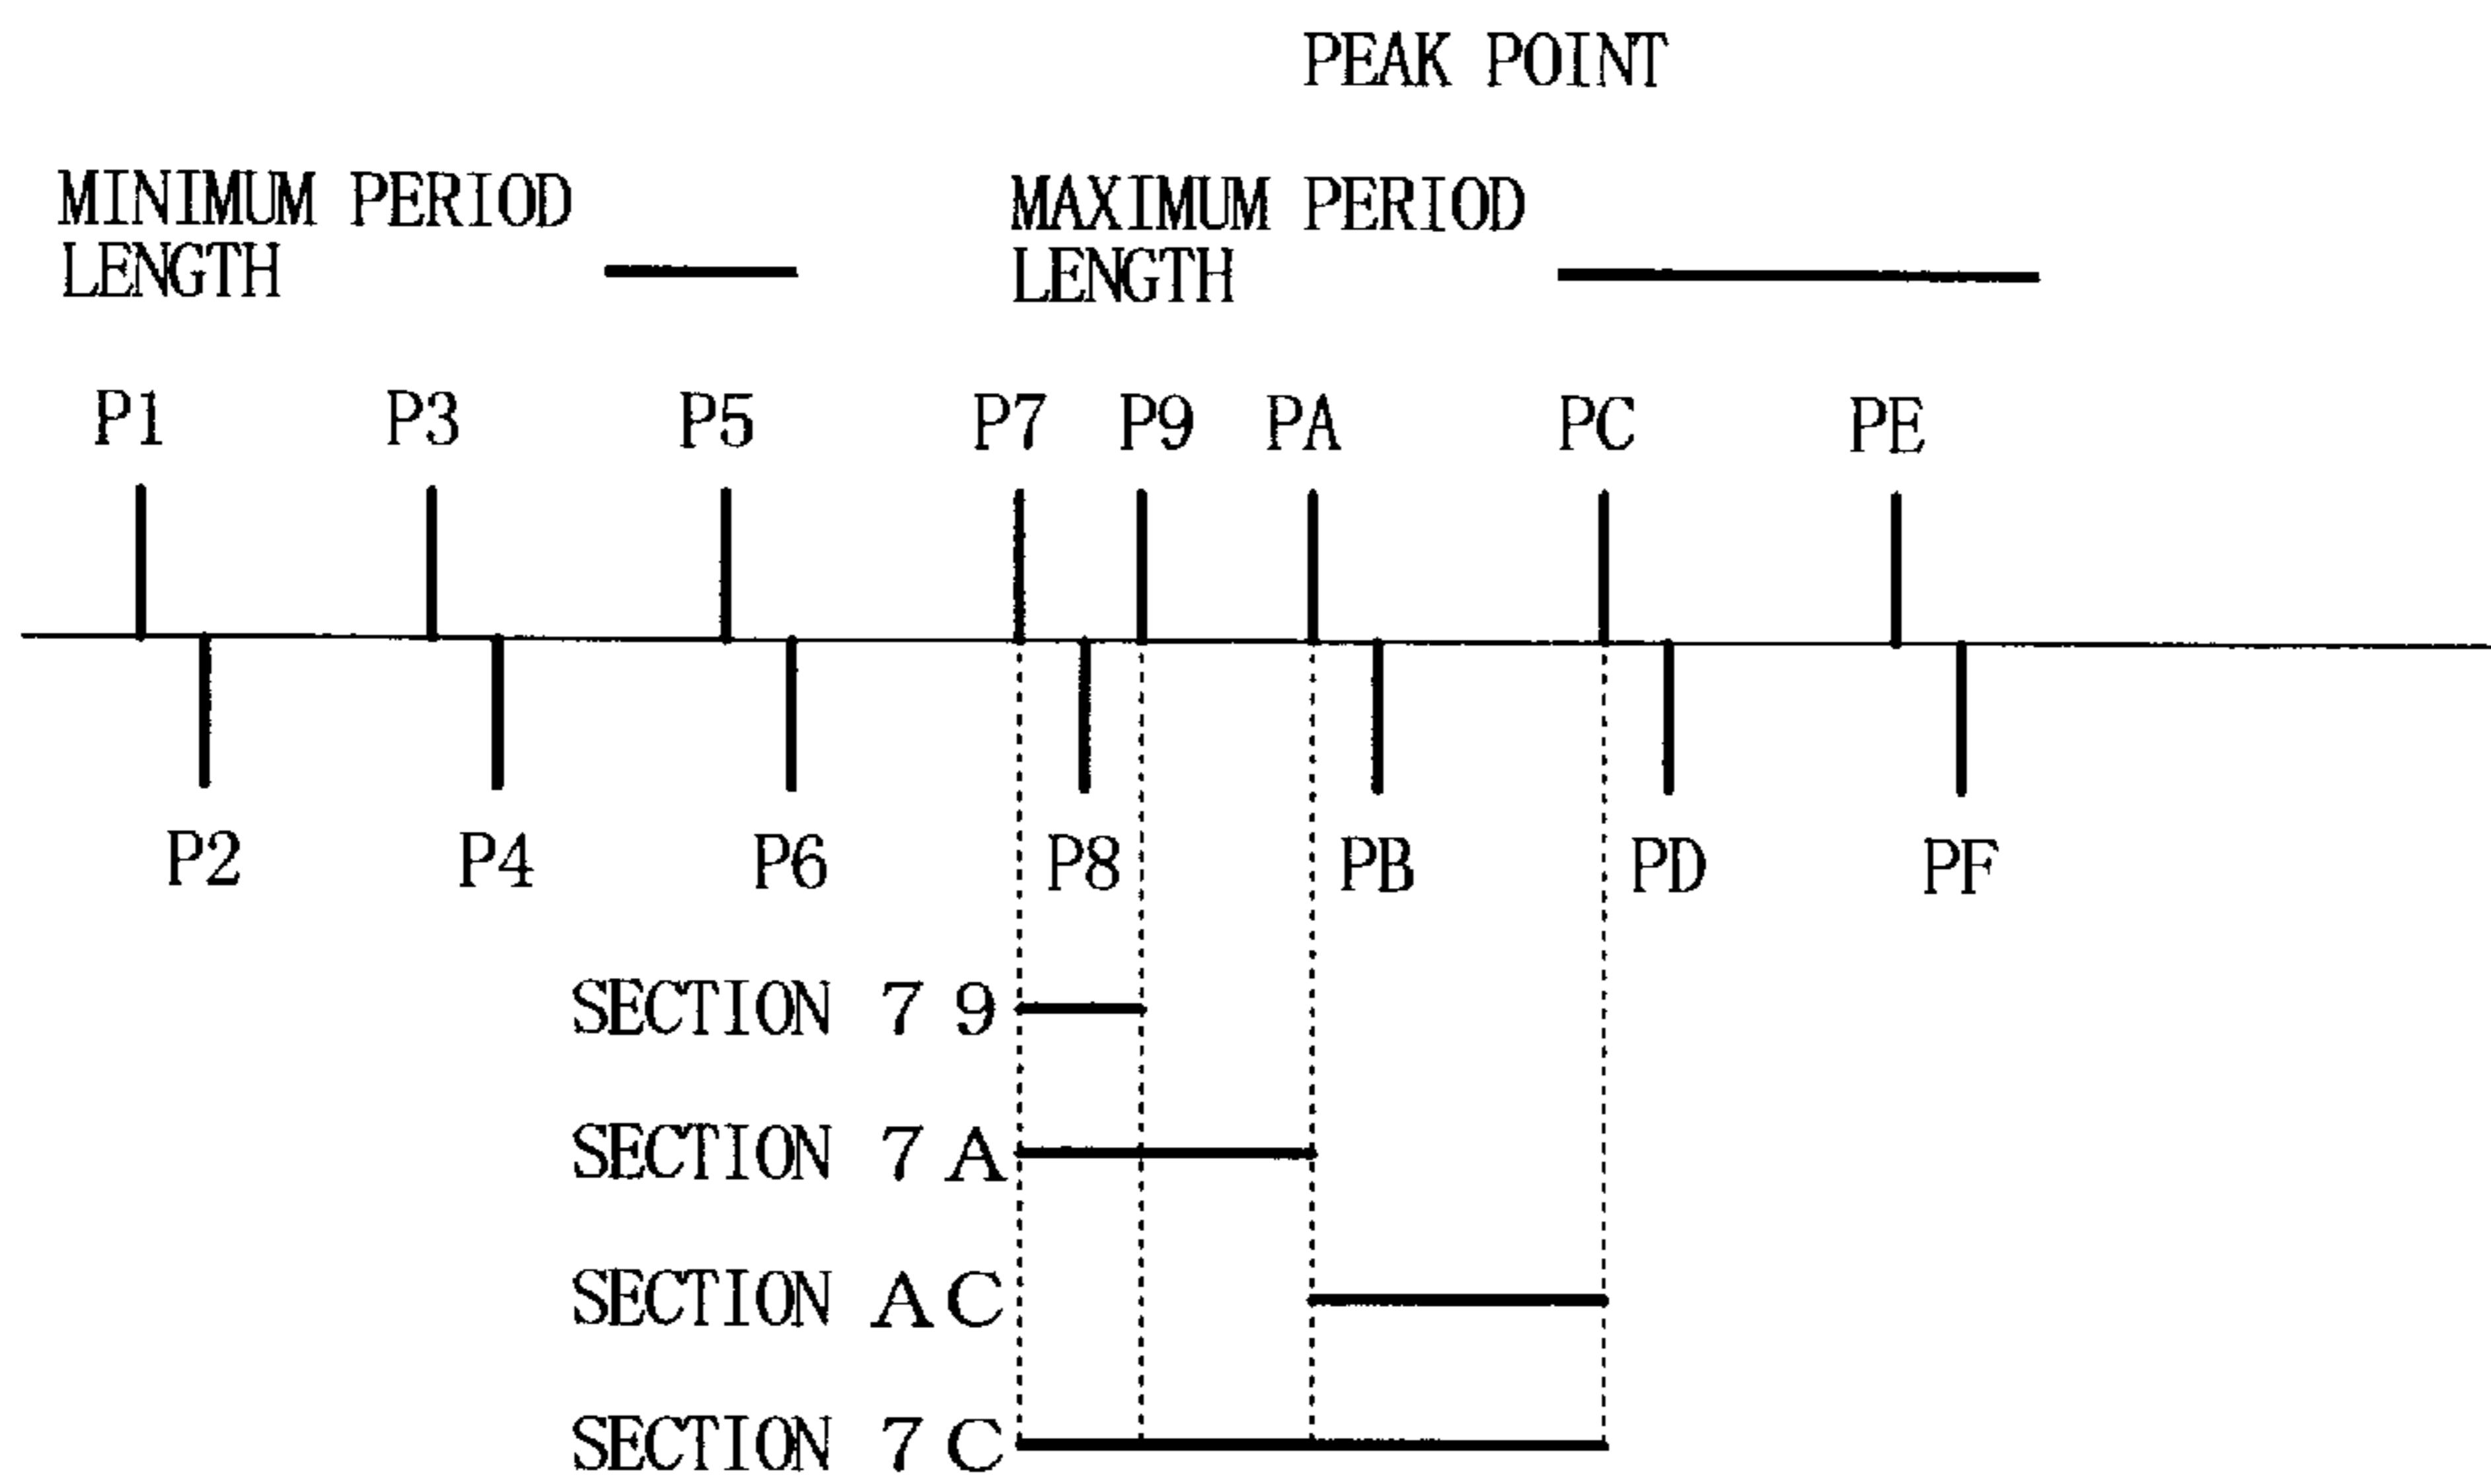 PEAK POINT
MINIMUM PERIOD
LENGTH
MAXIMUM PERIOD
LENGTH
P1 P3 P5 P7 P9 PA PC PE
P2 P4 P6 P8 PB PD PF
SECTION 7 9
SECTION 7 A
SECTION A C
SECTION 7 C